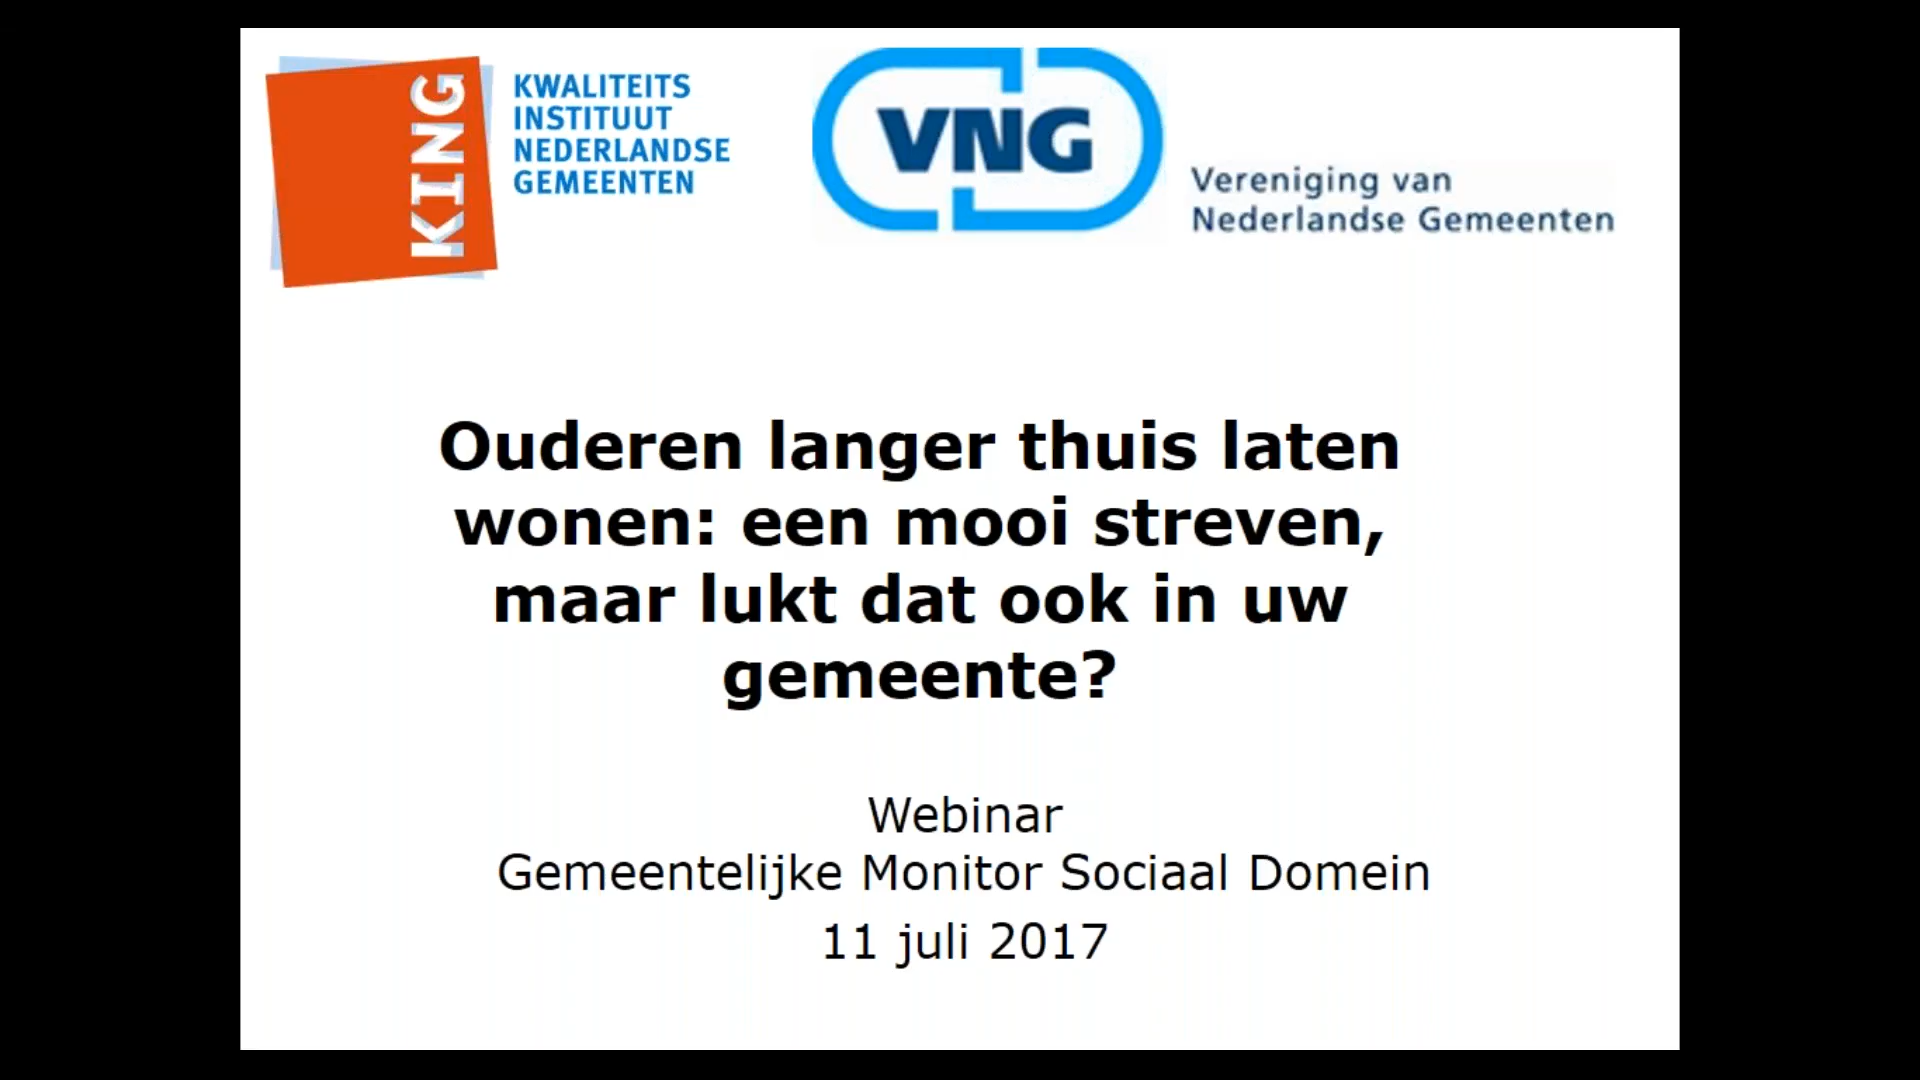 KING
KWALITEITS
INSTITUUT
NEDERLANDSE
GEMEENTEN
VNG
Vereniging van
Nederlandse Gemeenten
Ouderen langer thuis laten
wonen: een mooi streven,
maar lukt dat ook in uw
gemeente?
Webinar
Gemeentelijke Monitor Sociaal Domein
11 juli 2017